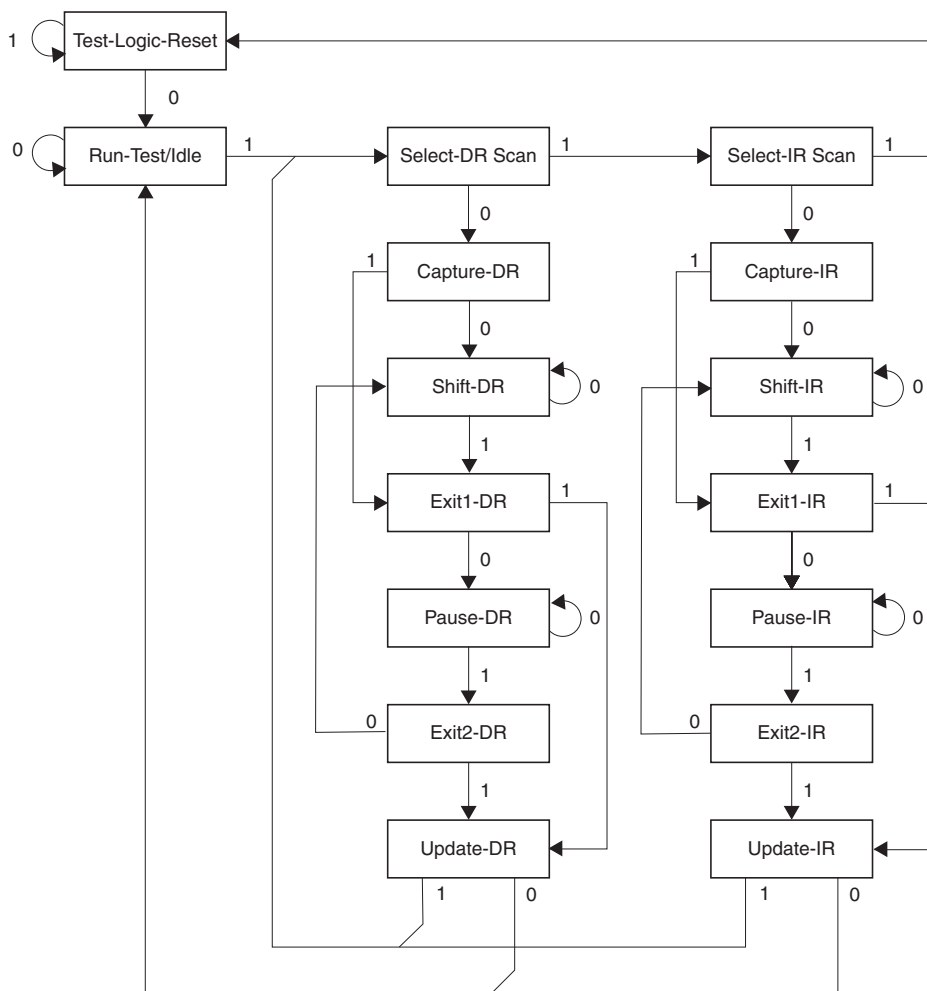 1 Test-Logic-Reset
0
0 Run-Test/Idle 1 Select-DR Scan 1 Select-IR Scan 1
0 0
1 Capture-DR 1 Capture-IR
0 0
Shift-DR 0 Shift-IR 0
1 1
Exit1-DR 1 Exit1-IR 1
0 0
Pause-DR 0 Pause-IR 0
1 1
0 Exit2-DR 0 Exit2-IR
1 1
Update-DR Update-IR
1 0 1 0